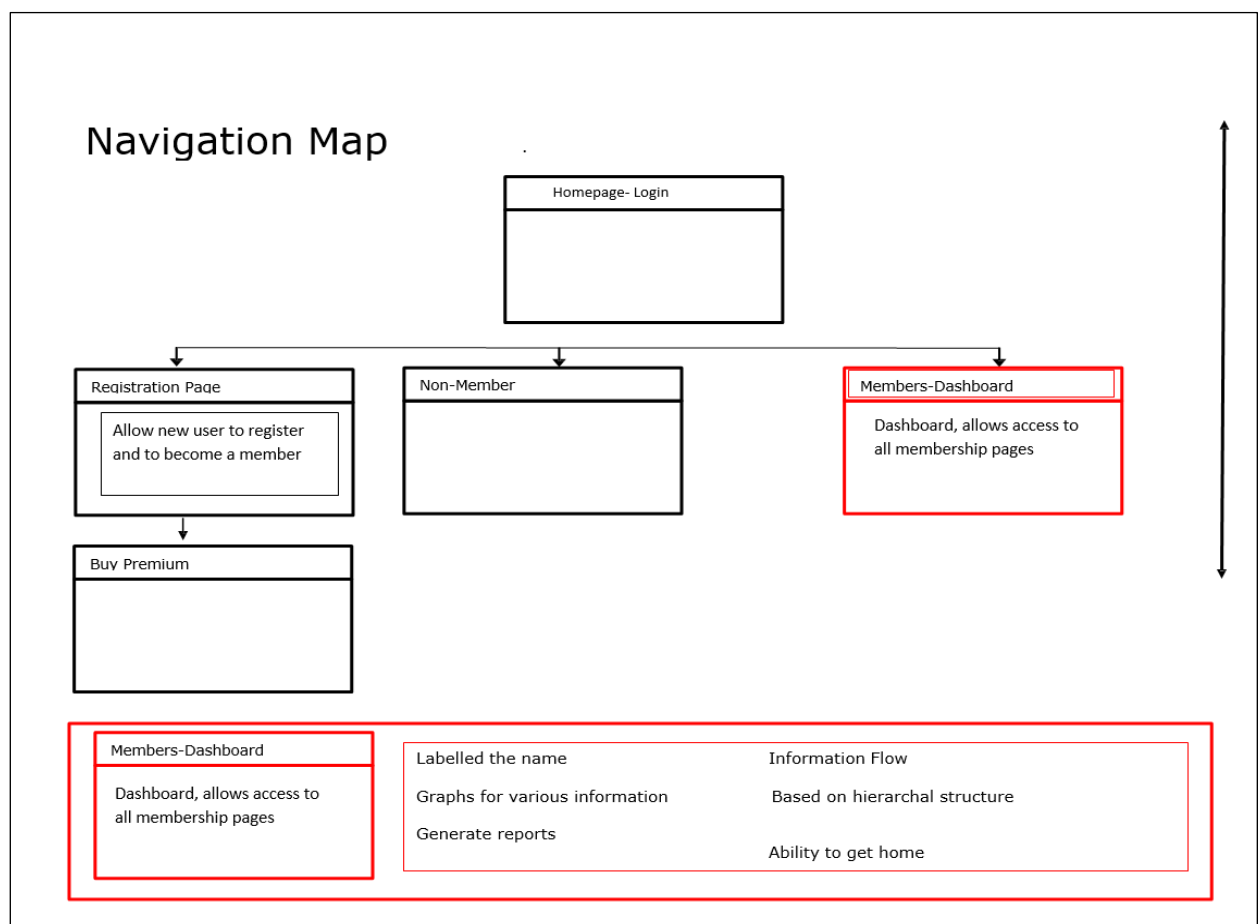 Navigation Map
Homepage- Login
Registration Page
Allow new user to register
and to become a member
Non-Member
Members-Dashboard
Dashboard, allows access to
all membership pages
Buy Premium
Members-Dashboard
Dashboard, allows access to
all membership pages
Labelled the name
Graphs for various information
Generate reports
Information Flow
Based on hierarchal structure
Ability to get home